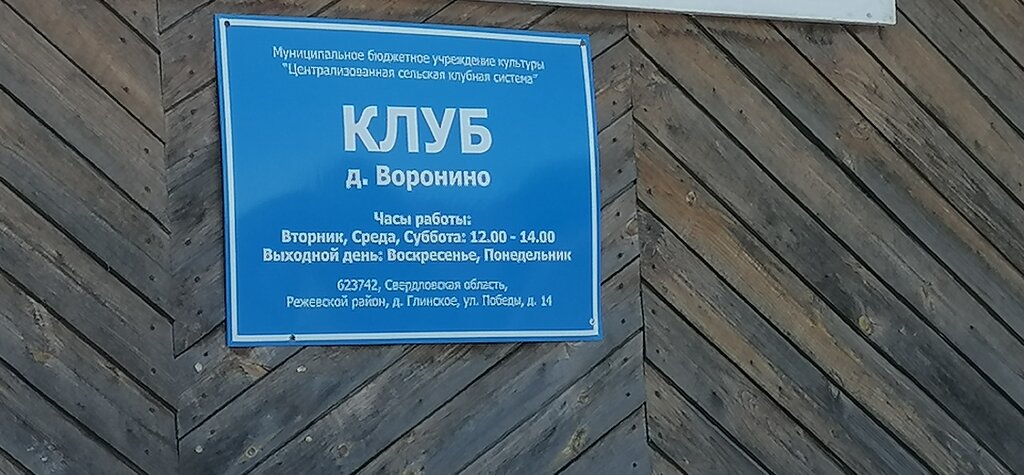 Муниципальное бюджетное учреждение культуры
"Централизованная сельская клубная система"
КЛУБ
д. Воронино
Часы работы:
Вторник, Среда, Суббота: 12.00 - 14.00
Выходной день: Воскресенье, Понедельник
623742, Свердловская область,
Режевской район, д. Глинское, ул. Победы, д. 14